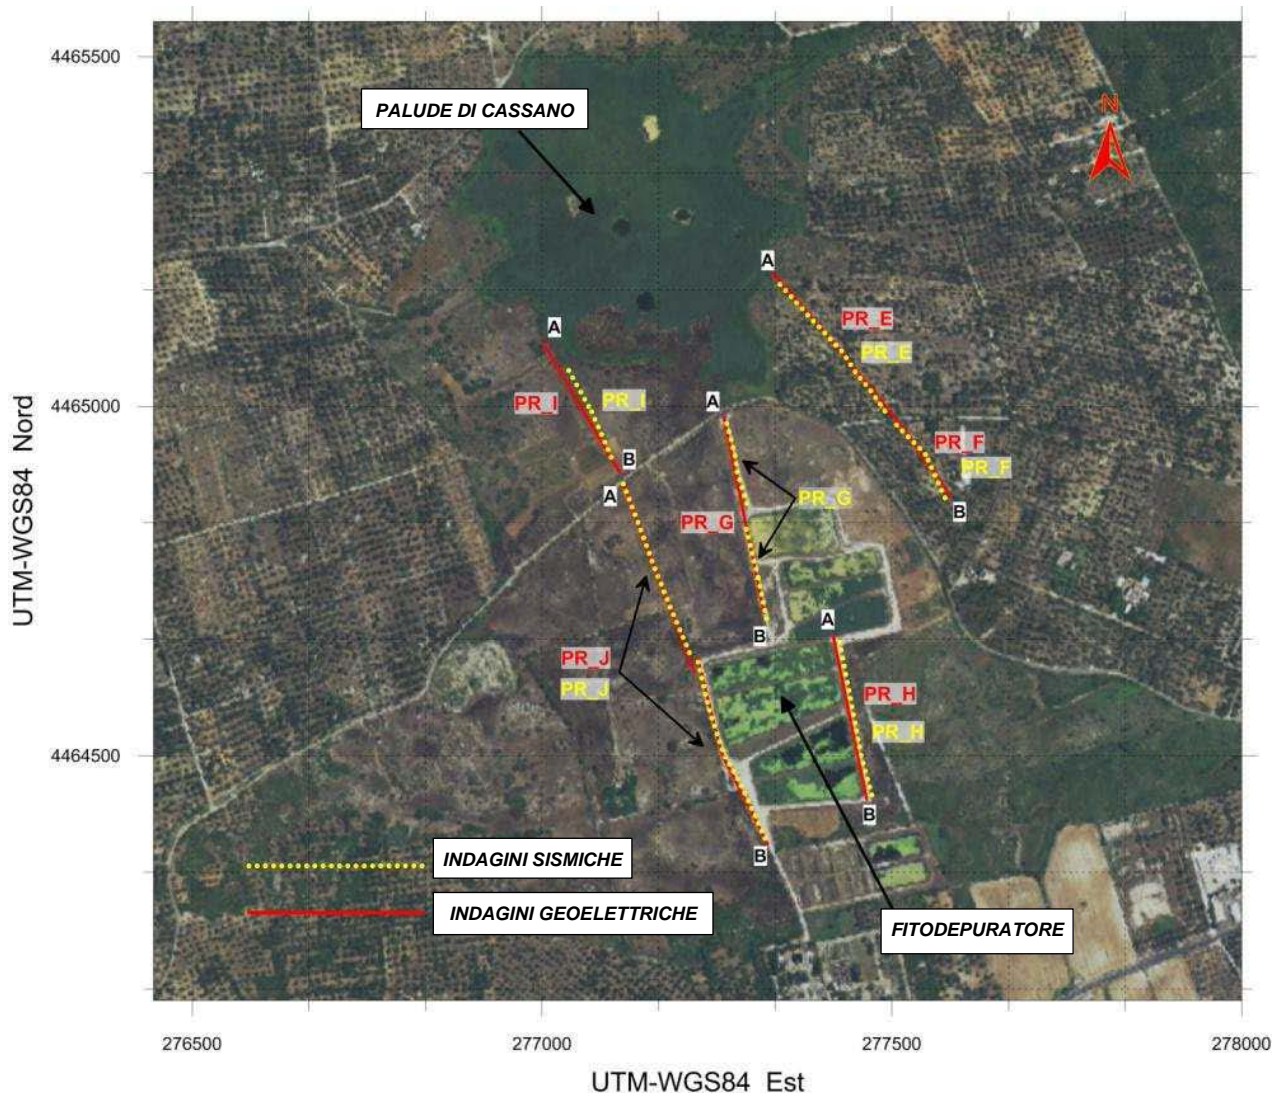 4465500
PALUDE DI CASSANO
N
A
PR_E
A
PR_E
4465000
PR_I
PR_I
A
B
PR_F
PR_F
A
PR_G
B
PR_G
A
B
PR_J
PR_J
PR_H
PR_H
4464500
B
B
INDAGINI SISMICHE
INDAGINI GEOELETTRICHE
FITODEPURATORE
276500
277000
277500
278000
UTM-WGS84 Est
UTM-WGS84 Nord